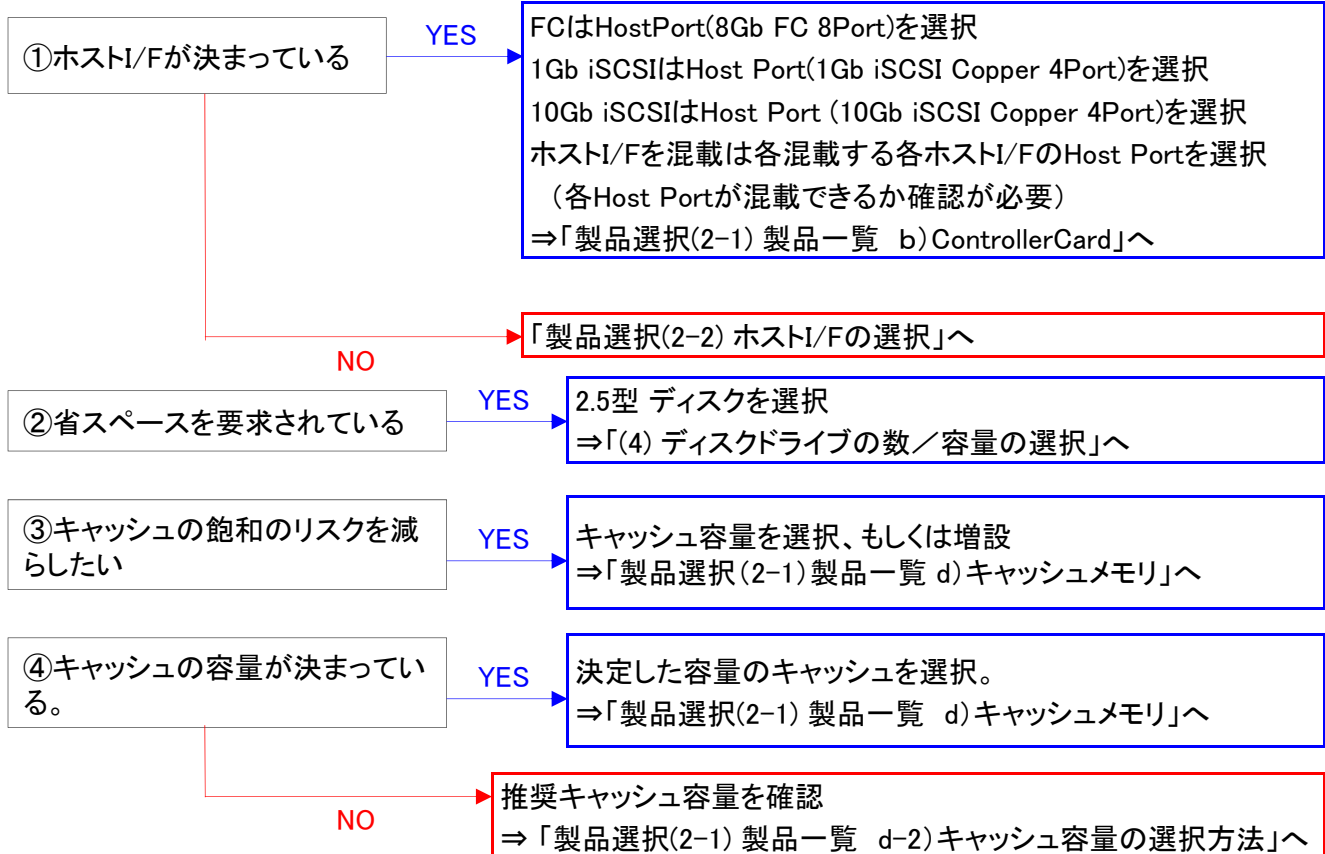 ①ホストI/Fが決まっている
YES
FCはHostPort(8Gb FC 8Port)を選択
1Gb iSCSIはHost Port(1Gb iSCSI Copper 4Port)を選択
10Gb iSCSIはHost Port (10Gb iSCSI Copper 4Port)を選択
ホストI/Fを混載は各混載する各ホストI/FのHost Portを選択
（各Host Portが混載できるか確認が必要）
⇒「製品選択(2-1) 製品一覧　b)ControllerCard」へ
NO
「製品選択(2-2) ホストI/Fの選択」へ
②省スペースを要求されている
YES
2.5型 ディスクを選択
⇒「(4) ディスクドライブの数／容量の選択」へ
③キャッシュの飽和のリスクを減
らしたい
YES
キャッシュ容量を選択、もしくは増設
⇒「製品選択（2-1）製品一覧 d)キャッシュメモリ」へ
④キャッシュの容量が決まってい
る。
YES
決定した容量のキャッシュを選択。
⇒「製品選択(2-1) 製品一覧　d)キャッシュメモリ」へ
NO
推奨キャッシュ容量を確認
⇒ 「製品選択(2-1) 製品一覧　d-2)キャッシュ容量の選択方法」へ